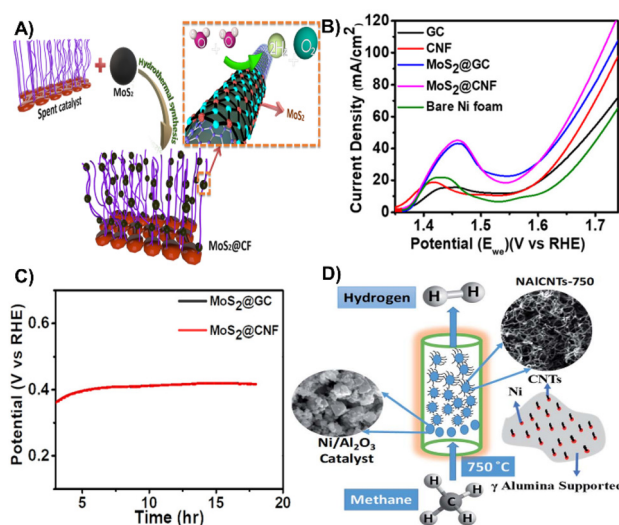 A)
Spent catalyst
+
MoS2
Hydrothermal synthesis
2H2
O2
MoS2
MoS2@CF
B)
Current Density (mA/cm2)
120
100
80
60
40
20
0
GC
CNF
MoS2@GC
MoS2@CNF
Bare Ni foam
1.4
1.5
1.6
1.7
Potential (Ewe)(V vs RHE)
C)
Potential (V vs RHE)
0.6
0.4
0.2
MoS2@GC
MoS2@CNF
5
10
15
20
Time (hr)
D)
Hydrogen
H
H
NAlCNTs-750
CNTs
Ni
Ni/Al2O3
Catalyst
750 °C
γ Alumina Supported
Methane
H
H
C
H
H